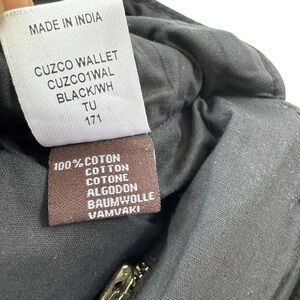 MADE IN INDIA
CUZCO WALLET
CUZCO1WAL
BLACK/WH
TU
171
100%COTON
COTTON
COTONE
ALGODON
BAUMWOLLE
VAMVAKI